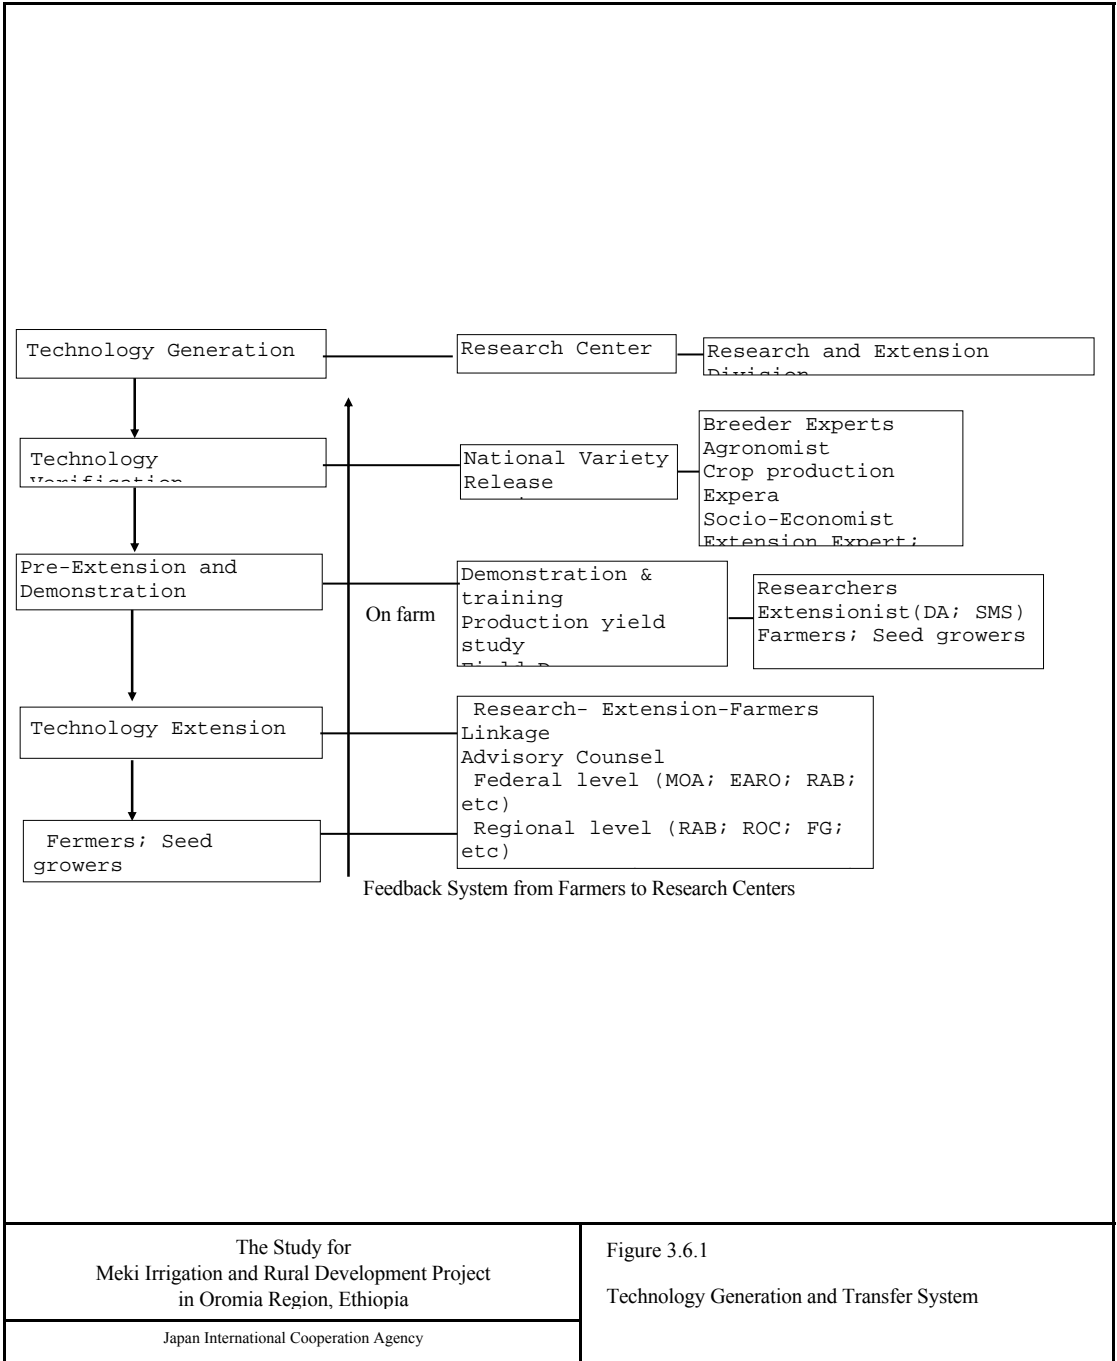 Technology Generation
Research Center
Research and Extension
Division
Technology
Verification
National Variety
Release
Breeder Experts
Agronomist
Crop production
Expera
Socio-Economist
Extension Expert;
Pre-Extension and
Demonstration
On farm
Demonstration &
training
Production yield
study
Researchers
Extensionist(DA; SMS)
Farmers; Seed growers
Technology Extension
Research- Extension-Farmers
Linkage
Advisory Counsel
Federal level (MOA; EARO; RAB;
etc)
Regional level (RAB; ROC; FG;
etc)
Fermers; Seed
growers
Feedback System from Farmers to Research Centers
The Study for
Meki Irrigation and Rural Development Project
in Oromia Region, Ethiopia
Japan International Cooperation Agency
Figure 3.6.1
Technology Generation and Transfer System